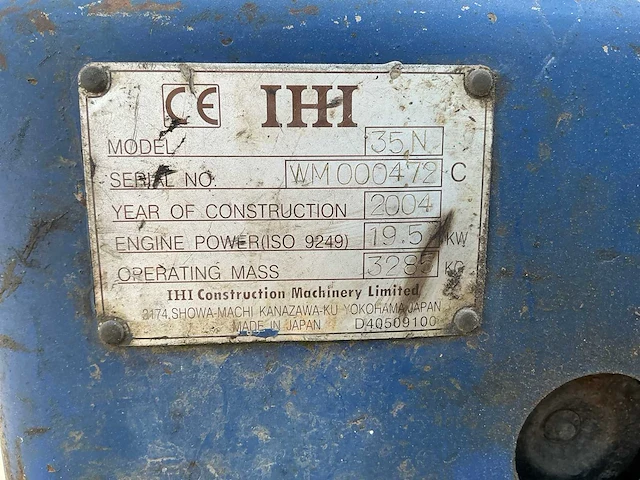 CE IHI
MODEL 35N
SERIAL NO. WM000472 C
YEAR OF CONSTRUCTION 2004
ENGINE POWER(ISO 9249) 19.5 KW
OPERATING MASS 3285 KG
IHI Construction Machinery Limited
3174,SHOWA-MACHI KANAZAWA-KU YOKOHAMA JAPAN
MADE IN JAPAN D40509100